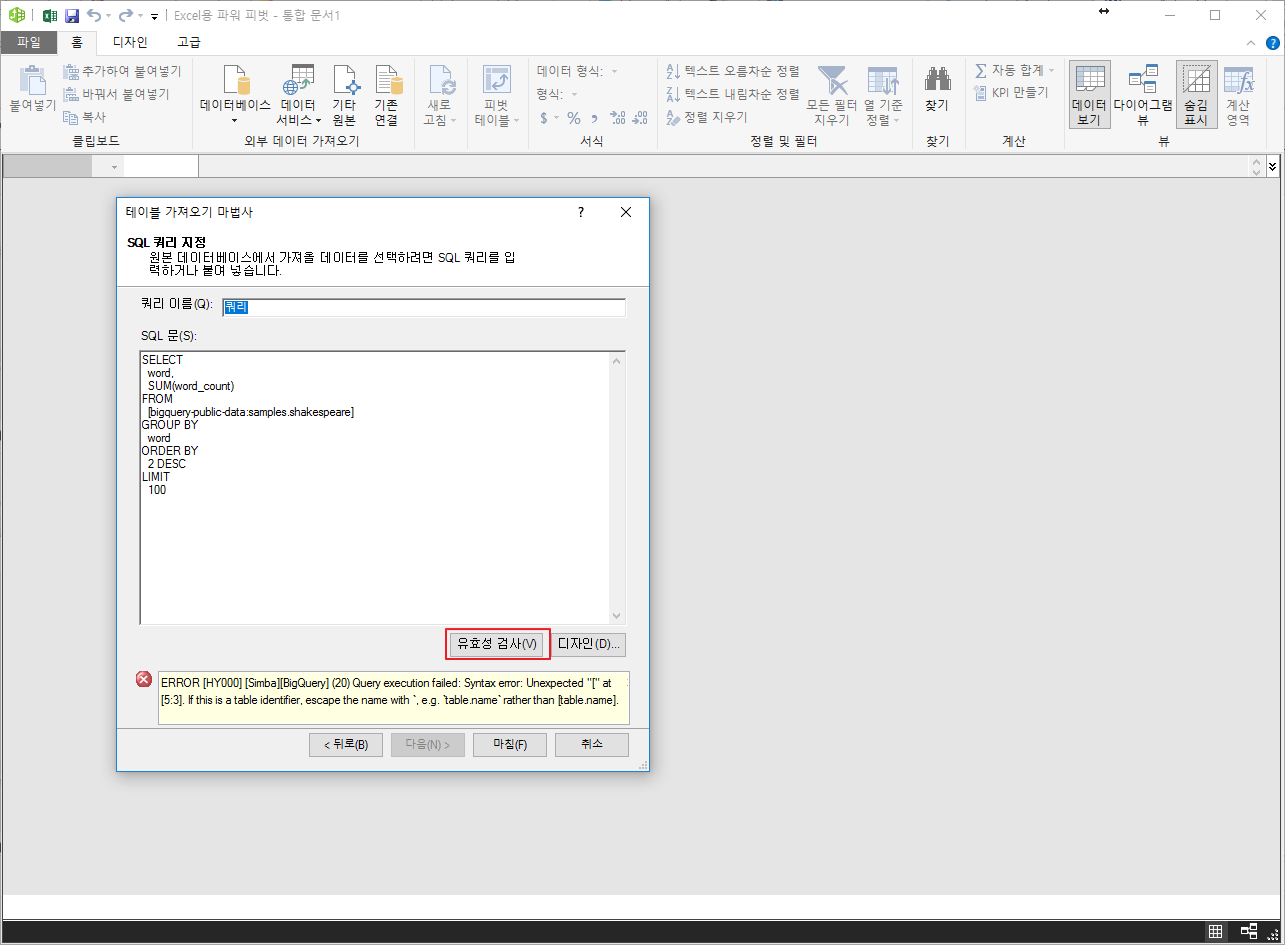 Excel용 파워 피벗 - 통합 문서1
파일 홈 디자인 고급
붙여넣기
추가하여 붙여넣기
바꿔서 붙여넣기
복사
클립보드
데이터베이스
데이터 서비스
기타 원본
기존 연결
외부 데이터 가져오기
새로 고침
피벗 테이블
데이터 형식:
형식:
$ % ,
서식
텍스트 오름차순 정렬
텍스트 내림차순 정렬
정렬 지우기
모든 필터 지우기
열 기준 정렬
정렬 및 필터
찾기
찾기
자동 합계
KPI 만들기
계산
데이터 보기
다이어그램 뷰
숨김 표시
계산 영역
뷰
테이블 가져오기 마법사
SQL 쿼리 지정
원본 데이터베이스에서 가져올 데이터를 선택하려면 SQL 쿼리를 입
력하거나 붙여 넣습니다.
쿼리 이름(Q): 쿼리
SQL 문(S):
SELECT
word,
SUM(word_count)
FROM
[bigquery-public-data:samples.shakespeare]
GROUP BY
word
ORDER BY
2 DESC
LIMIT
100
유효성 검사(V) 디자인(D)...
ERROR [HY000] [Simba][BigQuery] (20) Query execution failed: Syntax error: Unexpected "[" at
[5:3]. If this is a table identifier, escape the name with `, e.g. `table.name` rather than [table.name].
< 뒤로(B) 다음(N) > 마침(F) 취소